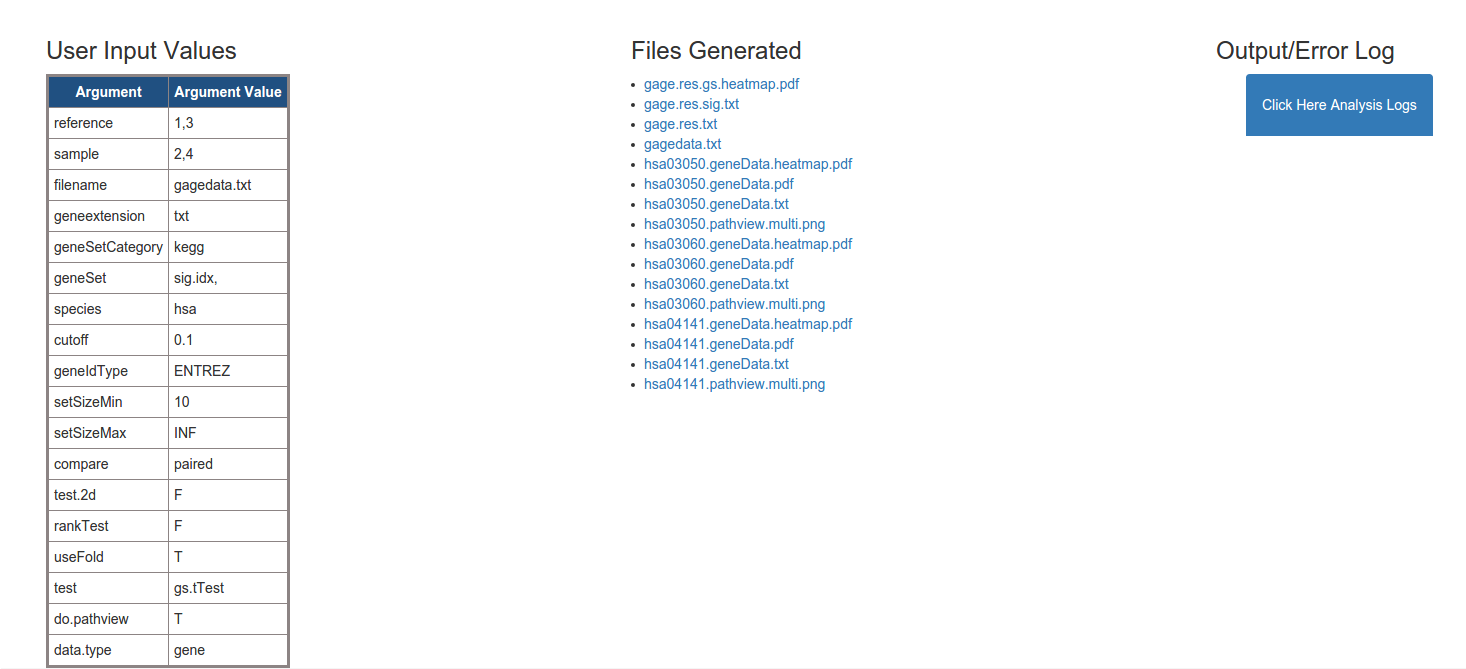 User Input Values
Argument Argument Value
reference 1,3
sample 2,4
filename gagedata.txt
geneextension txt
geneSetCategory kegg
geneSet sig.idx,
species hsa
cutoff 0.1
geneIdType ENTREZ
setSizeMin 10
setSizeMax INF
compare paired
test.2d F
rankTest F
useFold T
test gs.tTest
do.pathview T
data.type gene
Files Generated
gage.res.gs.heatmap.pdf
gage.res.sig.txt
gage.res.txt
gagedata.txt
hsa03050.geneData.heatmap.pdf
hsa03050.geneData.pdf
hsa03050.geneData.txt
hsa03050.pathview.multi.png
hsa03060.geneData.heatmap.pdf
hsa03060.geneData.pdf
hsa03060.geneData.txt
hsa03060.pathview.multi.png
hsa04141.geneData.heatmap.pdf
hsa04141.geneData.pdf
hsa04141.geneData.txt
hsa04141.pathview.multi.png
Output/Error Log
Click Here Analysis Logs